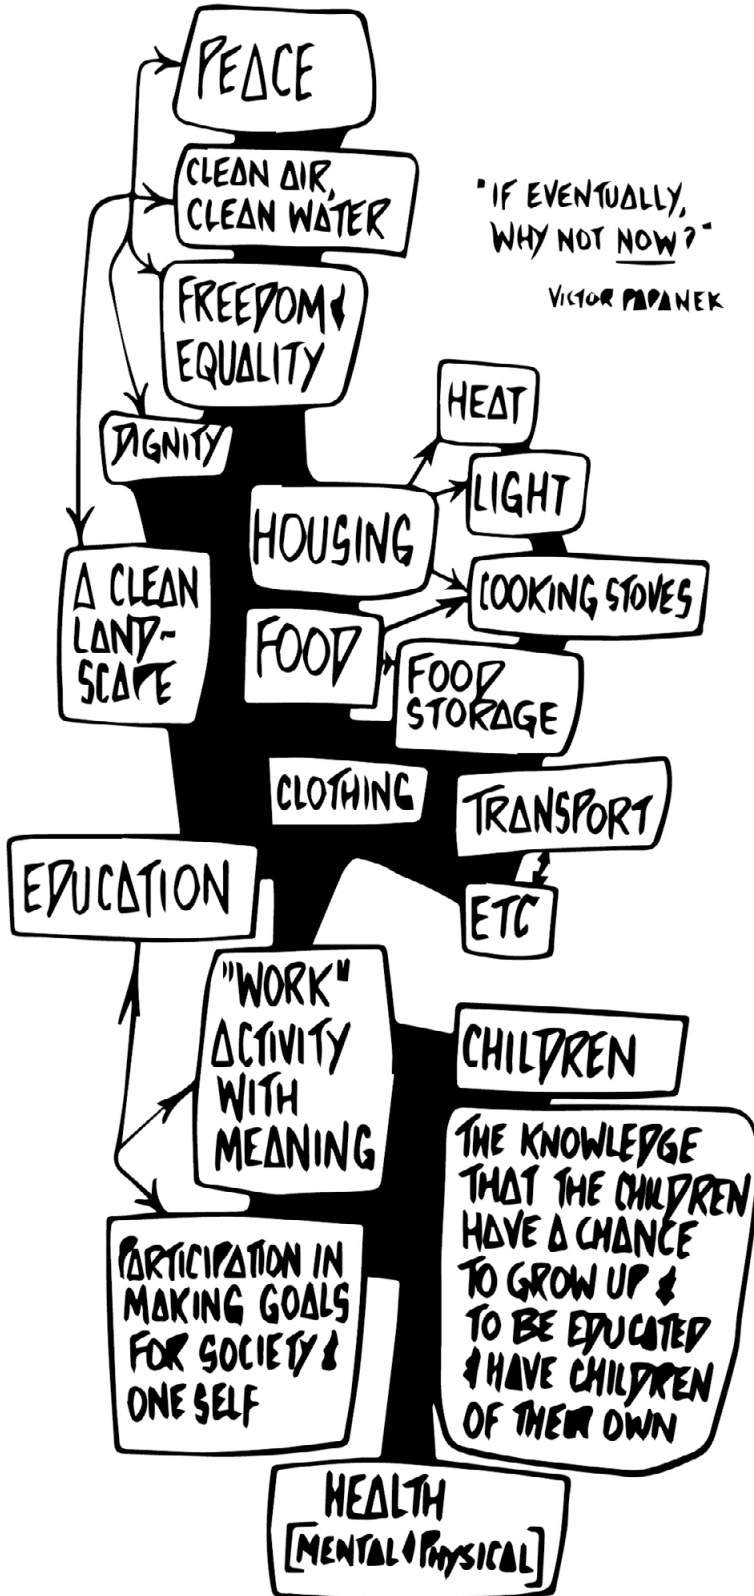 PEACE
CLEAN AIR,
CLEAN WATER
"IF EVENTUALLY,
WHY NOT NOW?"
VICTOR PAPANEK
FREEDOM &
EQUALITY
HEAT
DIGNITY
LIGHT
HOUSING
COOKING STOVES
A CLEAN
LAND-
SCAPE
FOOD
FOOD
STORAGE
CLOTHING
TRANSPORT
EDUCATION
ETC
"WORK"
ACTIVITY
WITH
MEANING
CHILDREN
THE KNOWLEDGE
THAT THE CHILDREN
HAVE A CHANCE
TO GROW UP &
TO BE EDUCATED
& HAVE CHILDREN
OF THEIR OWN
PARTICIPATION IN
MAKING GOALS
FOR SOCIETY &
ONE SELF
HEALTH
[MENTAL & PHYSICAL]